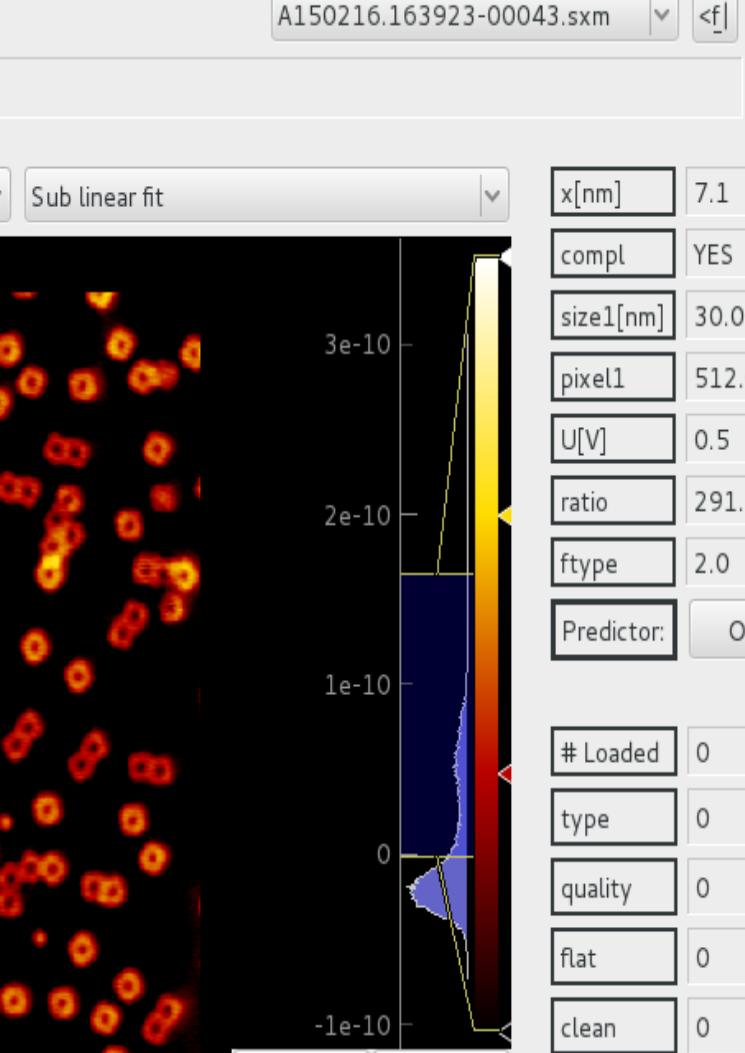 A150216.163923-00043.sxm
<f|
Sub linear fit
x[nm] 7.1
compl YES
size1[nm] 30.0
3e-10
pixel1 512.
U[V] 0.5
2e-10
ratio 291.
ftype 2.0
Predictor: O
1e-10
# Loaded 0
type 0
0
quality 0
flat 0
-1e-10
clean 0